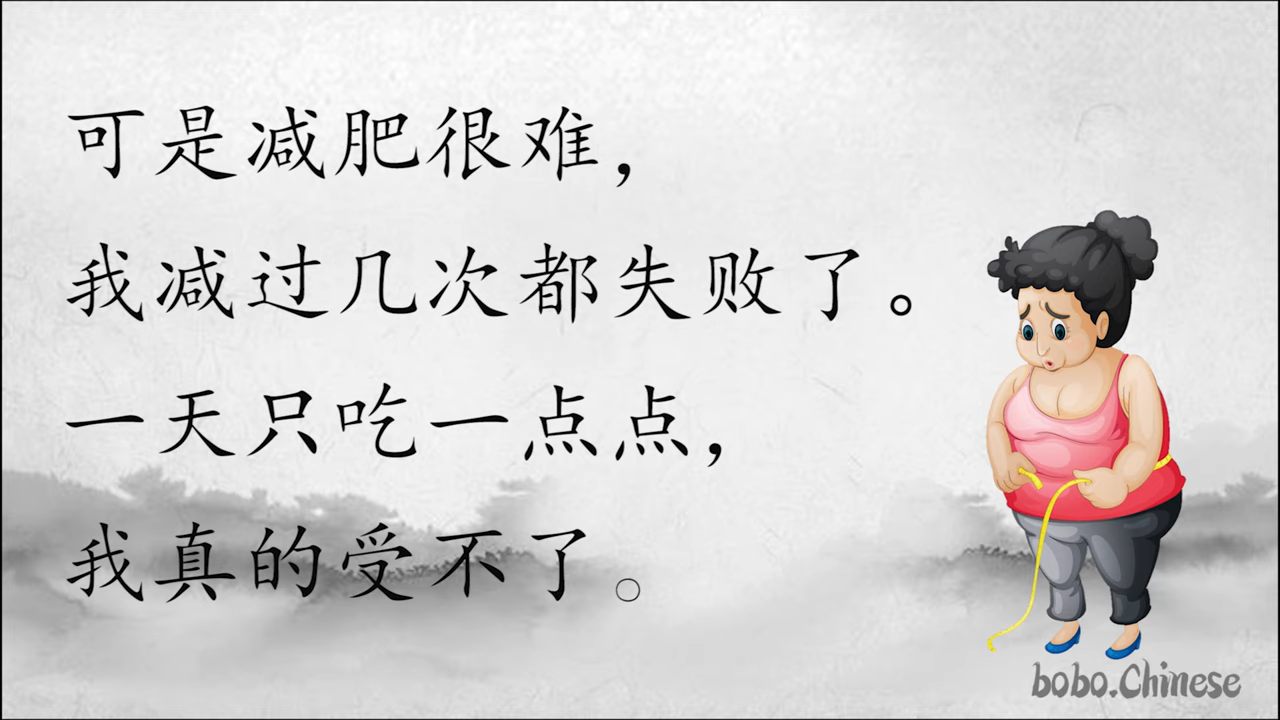 可是减肥很难，
我减过几次都失败了。
一天只吃一点点，
我真的受不了。
bobo.Chinese